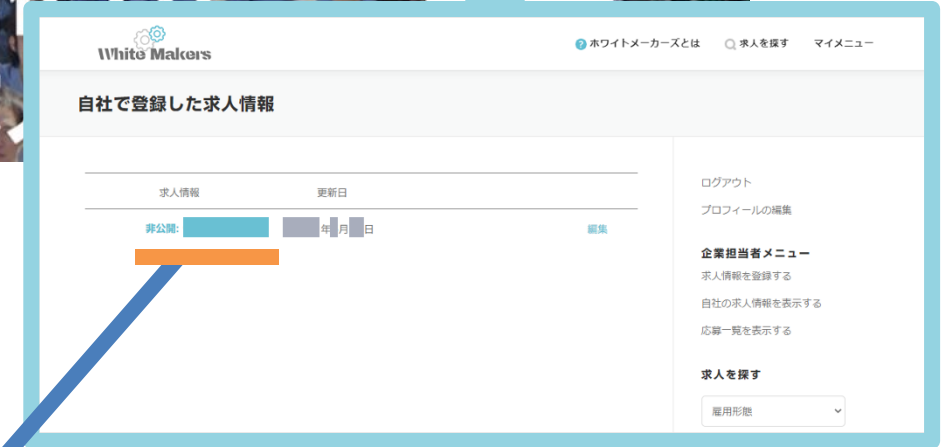 White Makers
ホワイトメーカーズとは 求人を探す マイメニュー
自社で登録した求人情報
求人情報 更新日
非公開: 年 月 日 編集
ログアウト
プロフィールの編集
企業担当者メニュー
求人情報を登録する
自社の求人情報を表示する
応募一覧を表示する
求人を探す
雇用形態